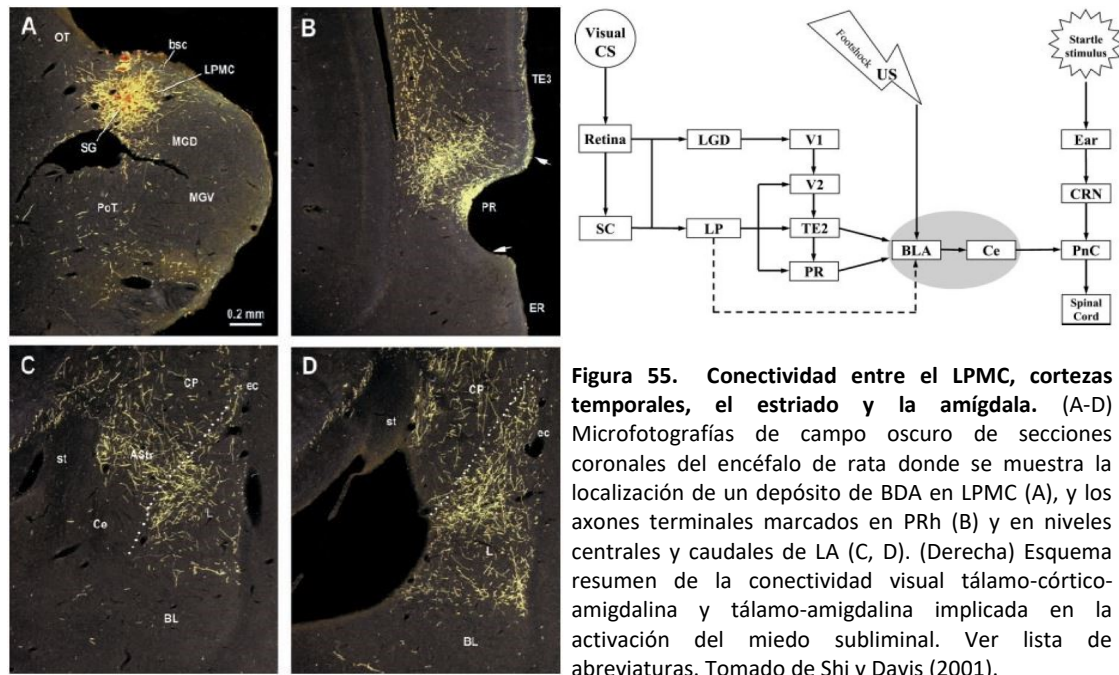 A
OT
bsc
LPMC
SG
MGD
MGV
PoT
0.2 mm
B
TE3
PR
ER
C
CP
ec
st
AStr
L
Ce
BL
D
CP
st
ec
L
BL
Visual
CS
Footshock
US
Startle
stimulus
Retina
LGD
V1
Ear
V2
CRN
SC
LP
TE2
BLA
Ce
PnC
PR
Spinal
Cord
Figura 55. Conectividad entre el LPMC, cortezas
temporales, el estriado y la amígdala. (A-D)
Microfotografías de campo oscuro de secciones
coronales del encéfalo de rata donde se muestra la
localización de un depósito de BDA en LPMC (A), y los
axones terminales marcados en PRh (B) y en niveles
centrales y caudales de LA (C, D). (Derecha) Esquema
resumen de la conectividad visual tálamo-córtico-
amigdalina y tálamo-amigdalina implicada en la
activación del miedo subliminal. Ver lista de
abreviaturas. Tomado de Shi y Davis (2001).